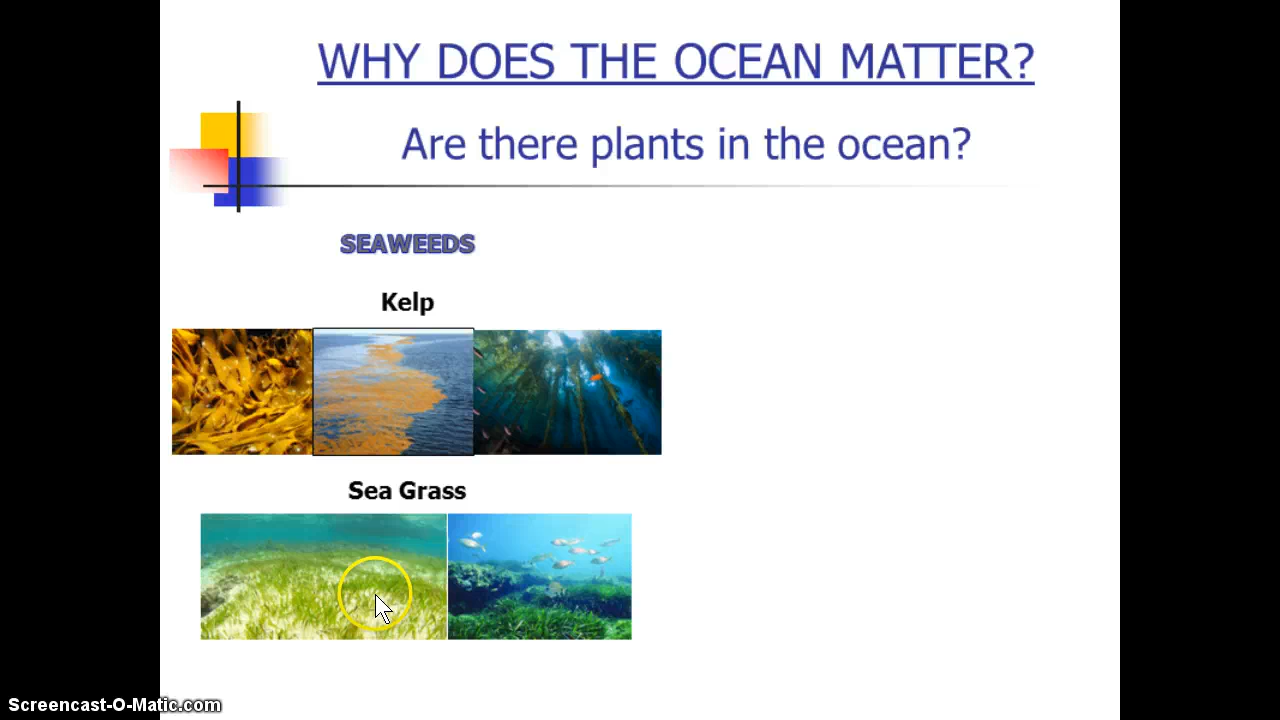 WHY DOES THE OCEAN MATTER?
Are there plants in the ocean?
SEAWEEDS
Kelp
Sea Grass
Screencast-O-Matic.com